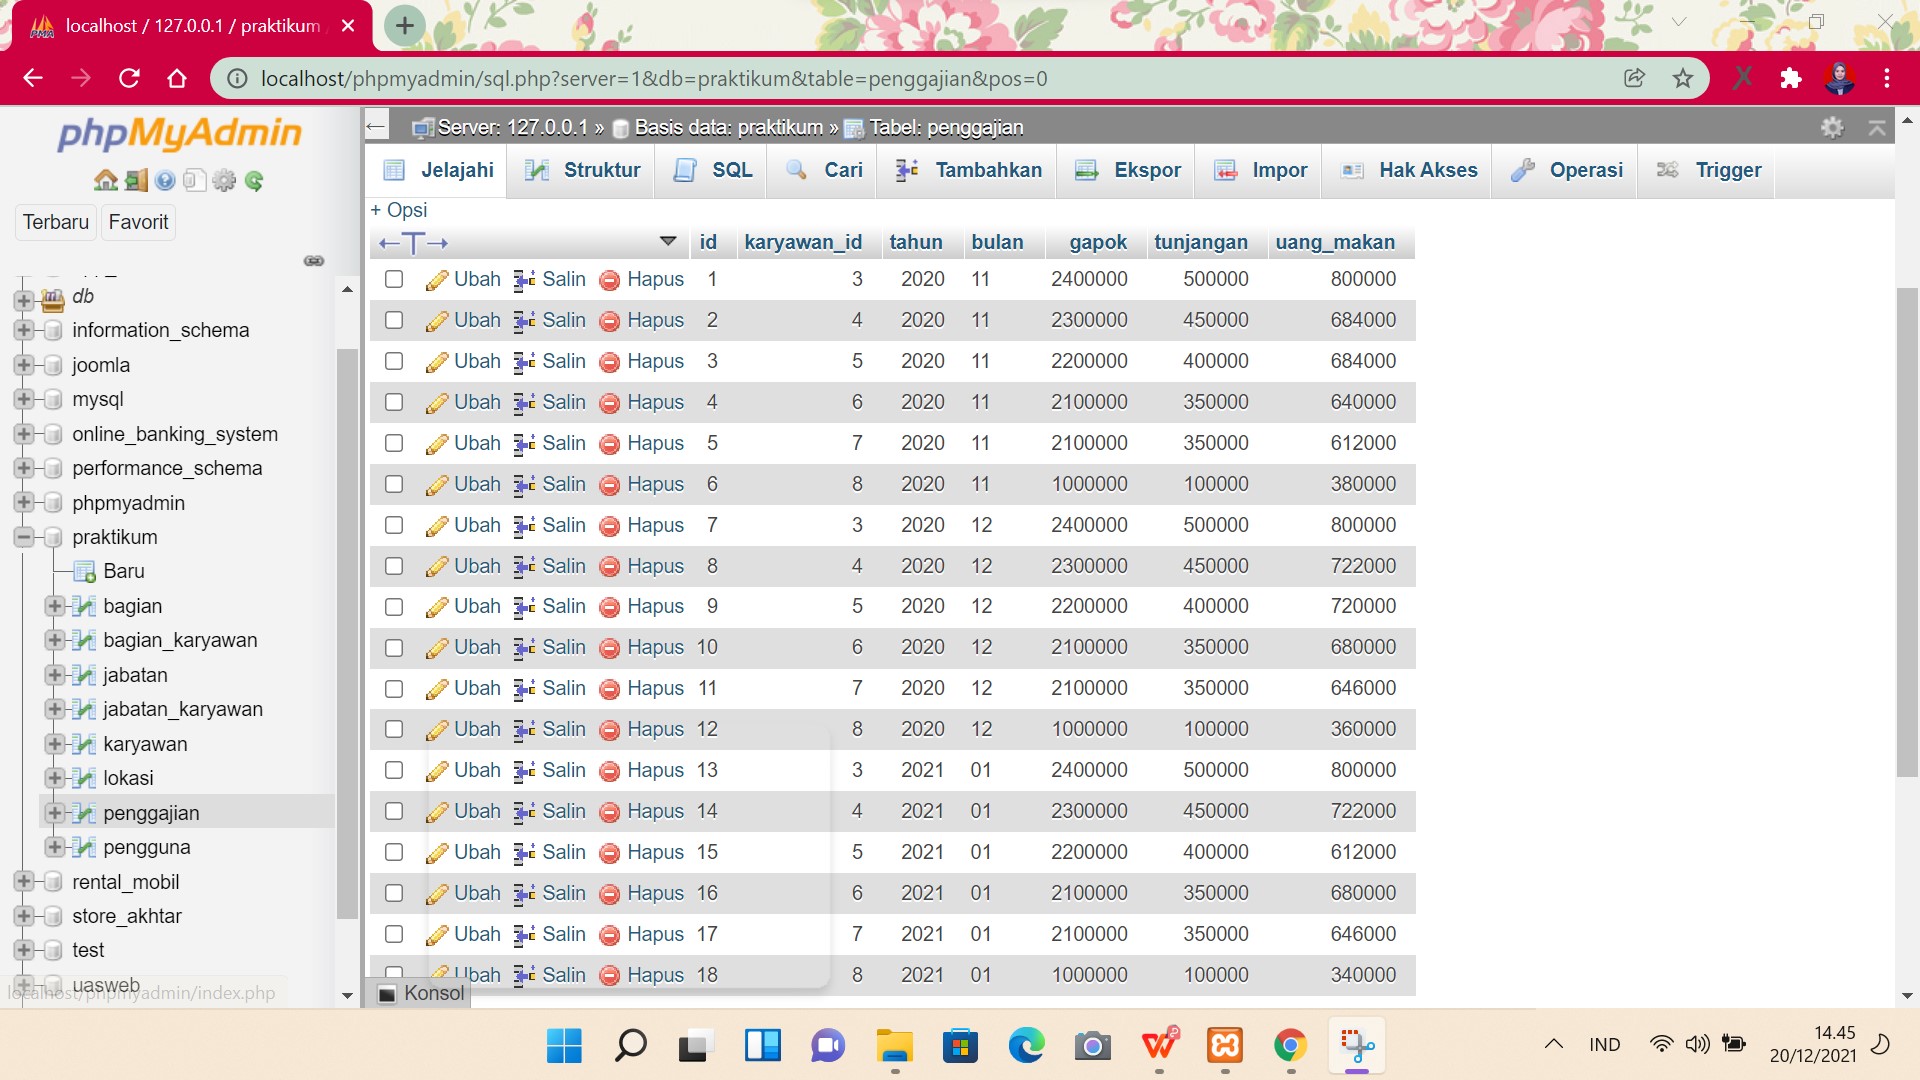 localhost / 127.0.0.1 / praktikum
localhost/phpmyadmin/sql.php?server=1&db=praktikum&table=penggajian&pos=0
phpMyAdmin
Terbaru Favorit
db
information_schema
joomla
mysql
online_banking_system
performance_schema
phpmyadmin
praktikum
Baru
bagian
bagian_karyawan
jabatan
jabatan_karyawan
karyawan
lokasi
penggajian
pengguna
rental_mobil
store_akhtar
test
uasweb
localhost/phpmyadmin/index.php
Server: 127.0.0.1 » Basis data: praktikum » Tabel: penggajian
Jelajahi Struktur SQL Cari Tambahkan Ekspor Impor Hak Akses Operasi Trigger
+ Opsi
←T→ id karyawan_id tahun bulan gapok tunjangan uang_makan
Ubah Salin Hapus 1 3 2020 11 2400000 500000 800000
Ubah Salin Hapus 2 4 2020 11 2300000 450000 684000
Ubah Salin Hapus 3 5 2020 11 2200000 400000 684000
Ubah Salin Hapus 4 6 2020 11 2100000 350000 640000
Ubah Salin Hapus 5 7 2020 11 2100000 350000 612000
Ubah Salin Hapus 6 8 2020 11 1000000 100000 380000
Ubah Salin Hapus 7 3 2020 12 2400000 500000 800000
Ubah Salin Hapus 8 4 2020 12 2300000 450000 722000
Ubah Salin Hapus 9 5 2020 12 2200000 400000 720000
Ubah Salin Hapus 10 6 2020 12 2100000 350000 680000
Ubah Salin Hapus 11 7 2020 12 2100000 350000 646000
Ubah Salin Hapus 12 8 2020 12 1000000 100000 360000
Ubah Salin Hapus 13 3 2021 01 2400000 500000 800000
Ubah Salin Hapus 14 4 2021 01 2300000 450000 722000
Ubah Salin Hapus 15 5 2021 01 2200000 400000 612000
Ubah Salin Hapus 16 6 2021 01 2100000 350000 680000
Ubah Salin Hapus 17 7 2021 01 2100000 350000 646000
Ubah Salin Hapus 18 8 2021 01 1000000 100000 340000
Konsol
IND
14.45
20/12/2021